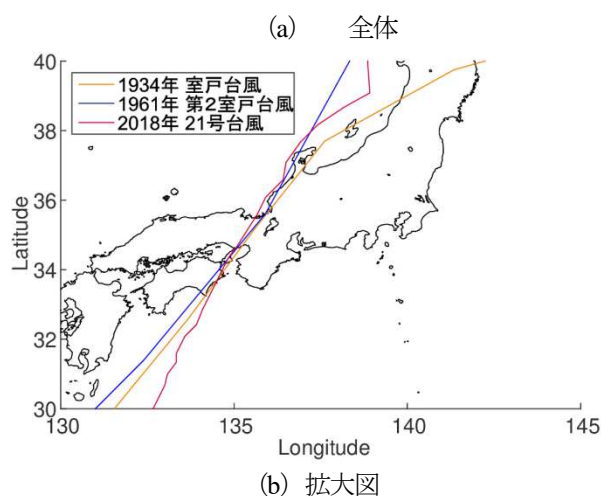 (a) 全体
40
1934年 室戸台風
1961年 第2室戸台風
2018年 21号台風
38
36
Latitude
34
32
30
130
135
140
145
Longitude
(b) 拡大図